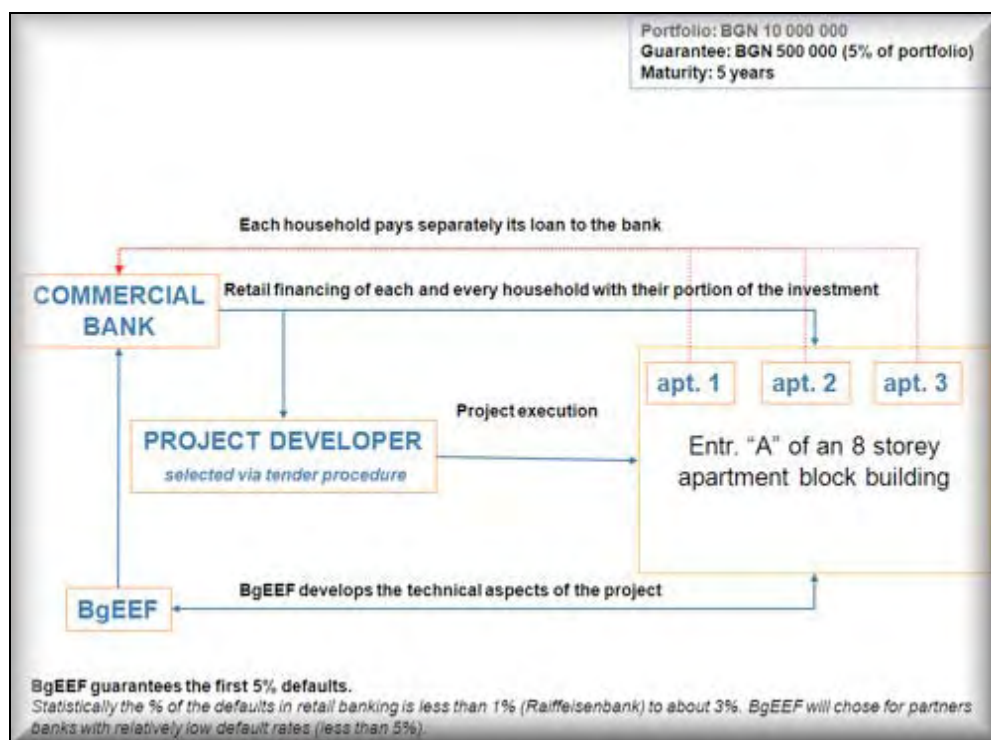 Portfolio: BGN 10 000 000
Guarantee: BGN 500 000 (5% of portfolio)
Maturity: 5 years
Each household pays separately its loan to the bank
COMMERCIAL
BANK
Retail financing of each and every household with their portion of the investment
apt. 1
apt. 2
apt. 3
Project execution
PROJECT DEVELOPER
selected via tender procedure
Entr. “A” of an 8 storey
apartment block building
BgEEF develops the technical aspects of the project
BgEEF
BgEEF guarantees the first 5% defaults.
Statistically the % of the defaults in retail banking is less than 1% (Raiffeisenbank) to about 3%. BgEEF will chose for partners
banks with relatively low default rates (less than 5%).